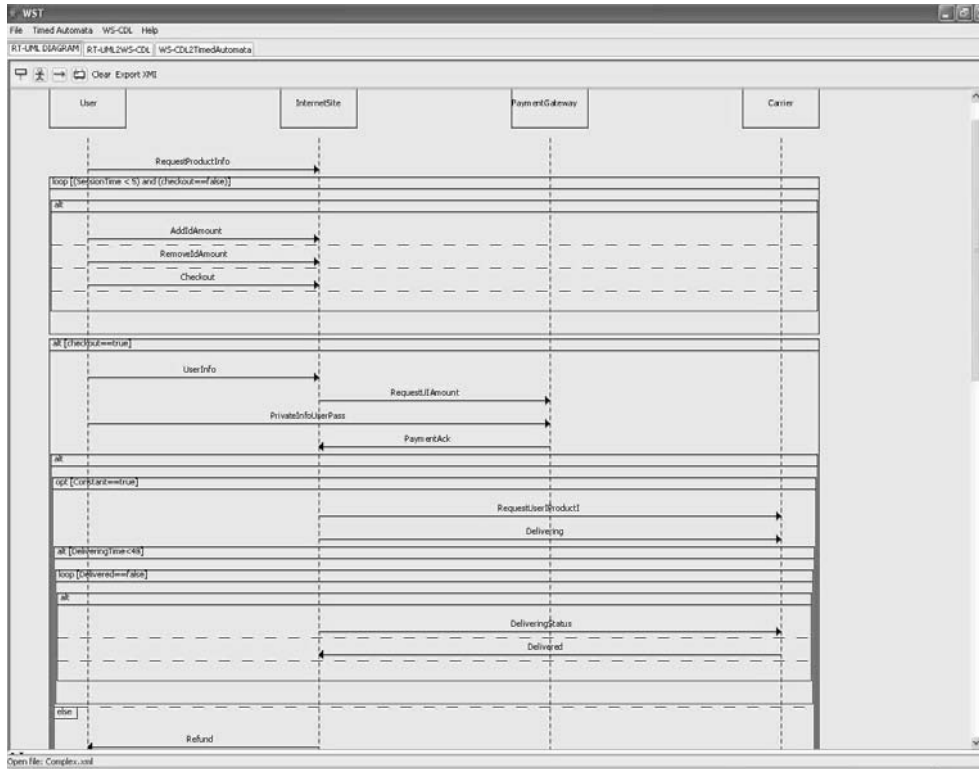 WST
File Timed Automata WS-CDL Help
RT-UML DIAGRAM RT-UML2WS-CDL WS-CDL2TimedAutomata
Clear Export XMI
User InternetSite PaymentGateway Carrier
RequestProductInfo
loop [(SessionTime < 5) and (checkout==false)]
alt
AddIdAmount
RemoveIdAmount
Checkout
alt [checkout==true]
UserInfo
RequestUIAmount
PrivateInfoUserPass
PaymentAck
alt
opt [Constant==true]
RequestUserIProductI
Delivering
alt [DeliveringTime<48]
loop [Delivered==false]
alt
DeliveringStatus
Delivered
else
Refund
Open file: Complex.xml